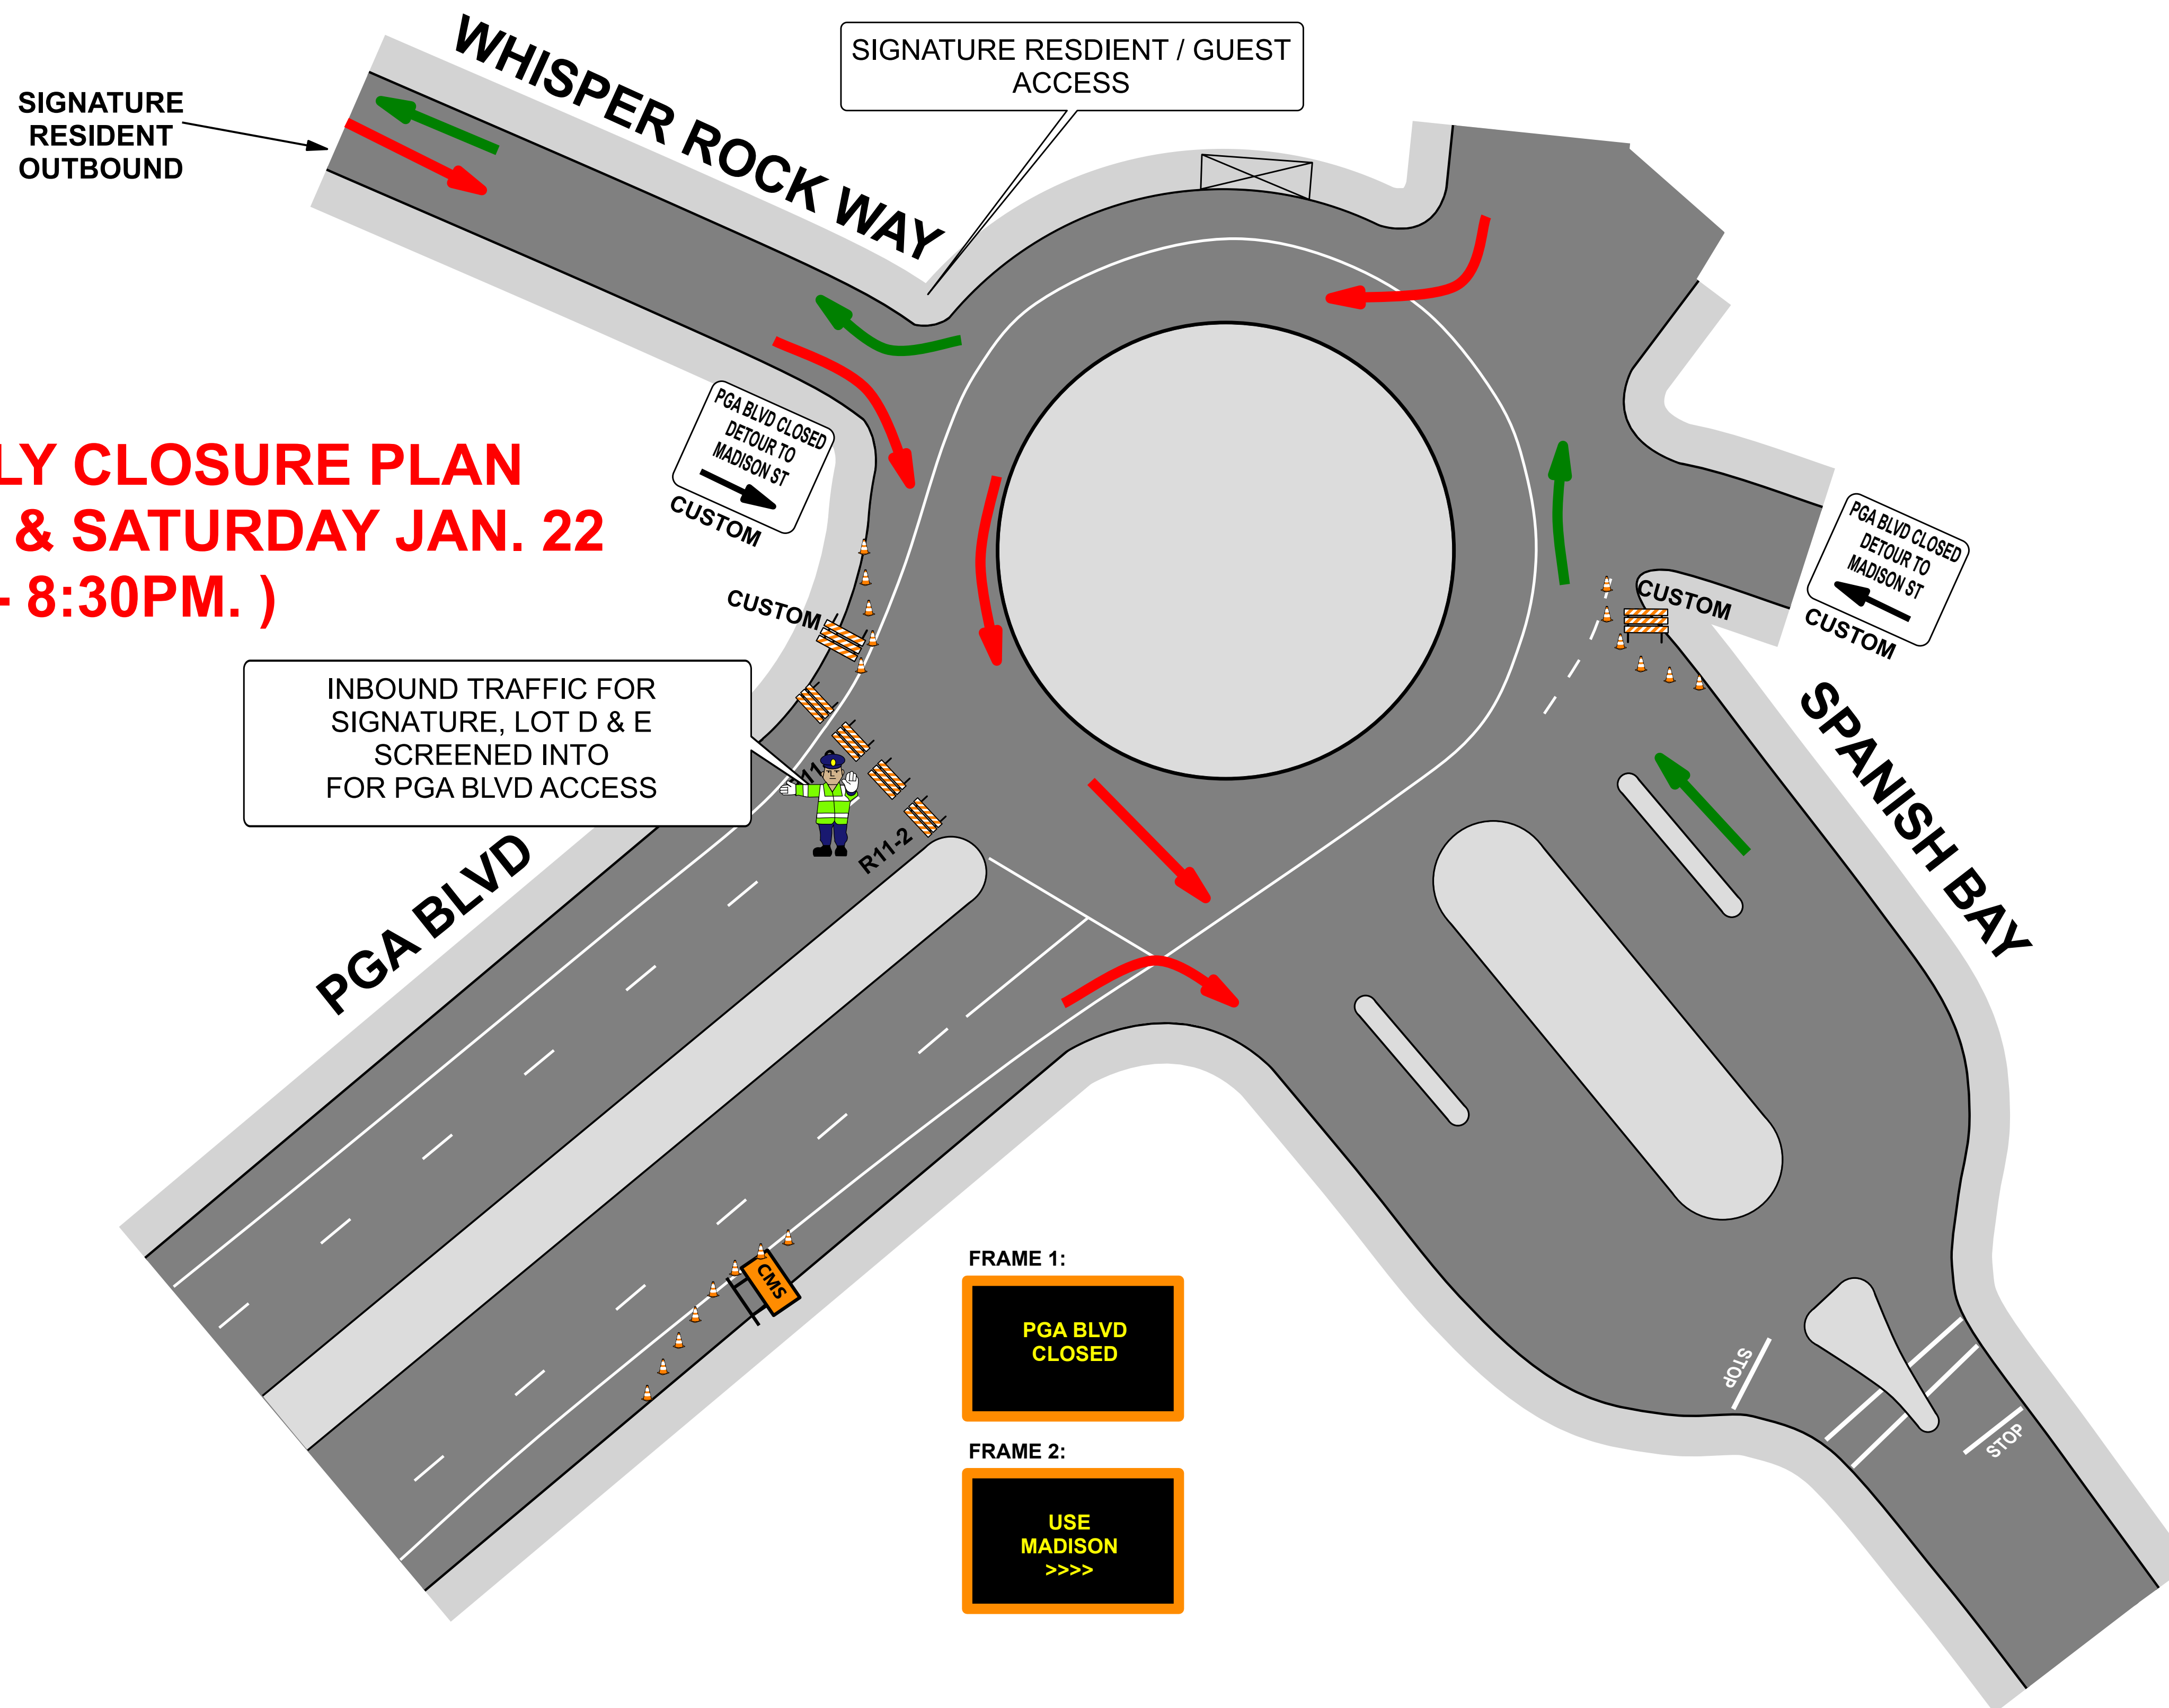 WHISPER ROCK WAY
SIGNATURE RESDIENT / GUEST
ACCESS
SIGNATURE
RESIDENT
OUTBOUND
LY CLOSURE PLAN
& SATURDAY JAN. 22
- 8:30PM. )
PGA BLVD CLOSED
DETOUR TO
MADISON ST
CUSTOM
PGA BLVD CLOSED
DETOUR TO
MADISON ST
CUSTOM
CUSTOM
CUSTOM
INBOUND TRAFFIC FOR
SIGNATURE, LOT D & E
SCREENED INTO
FOR PGA BLVD ACCESS
R11-2
PGA BLVD
SPANISH BAY
CMS
FRAME 1:
PGA BLVD
CLOSED
FRAME 2:
USE
MADISON
>>>>
STOP
STOP